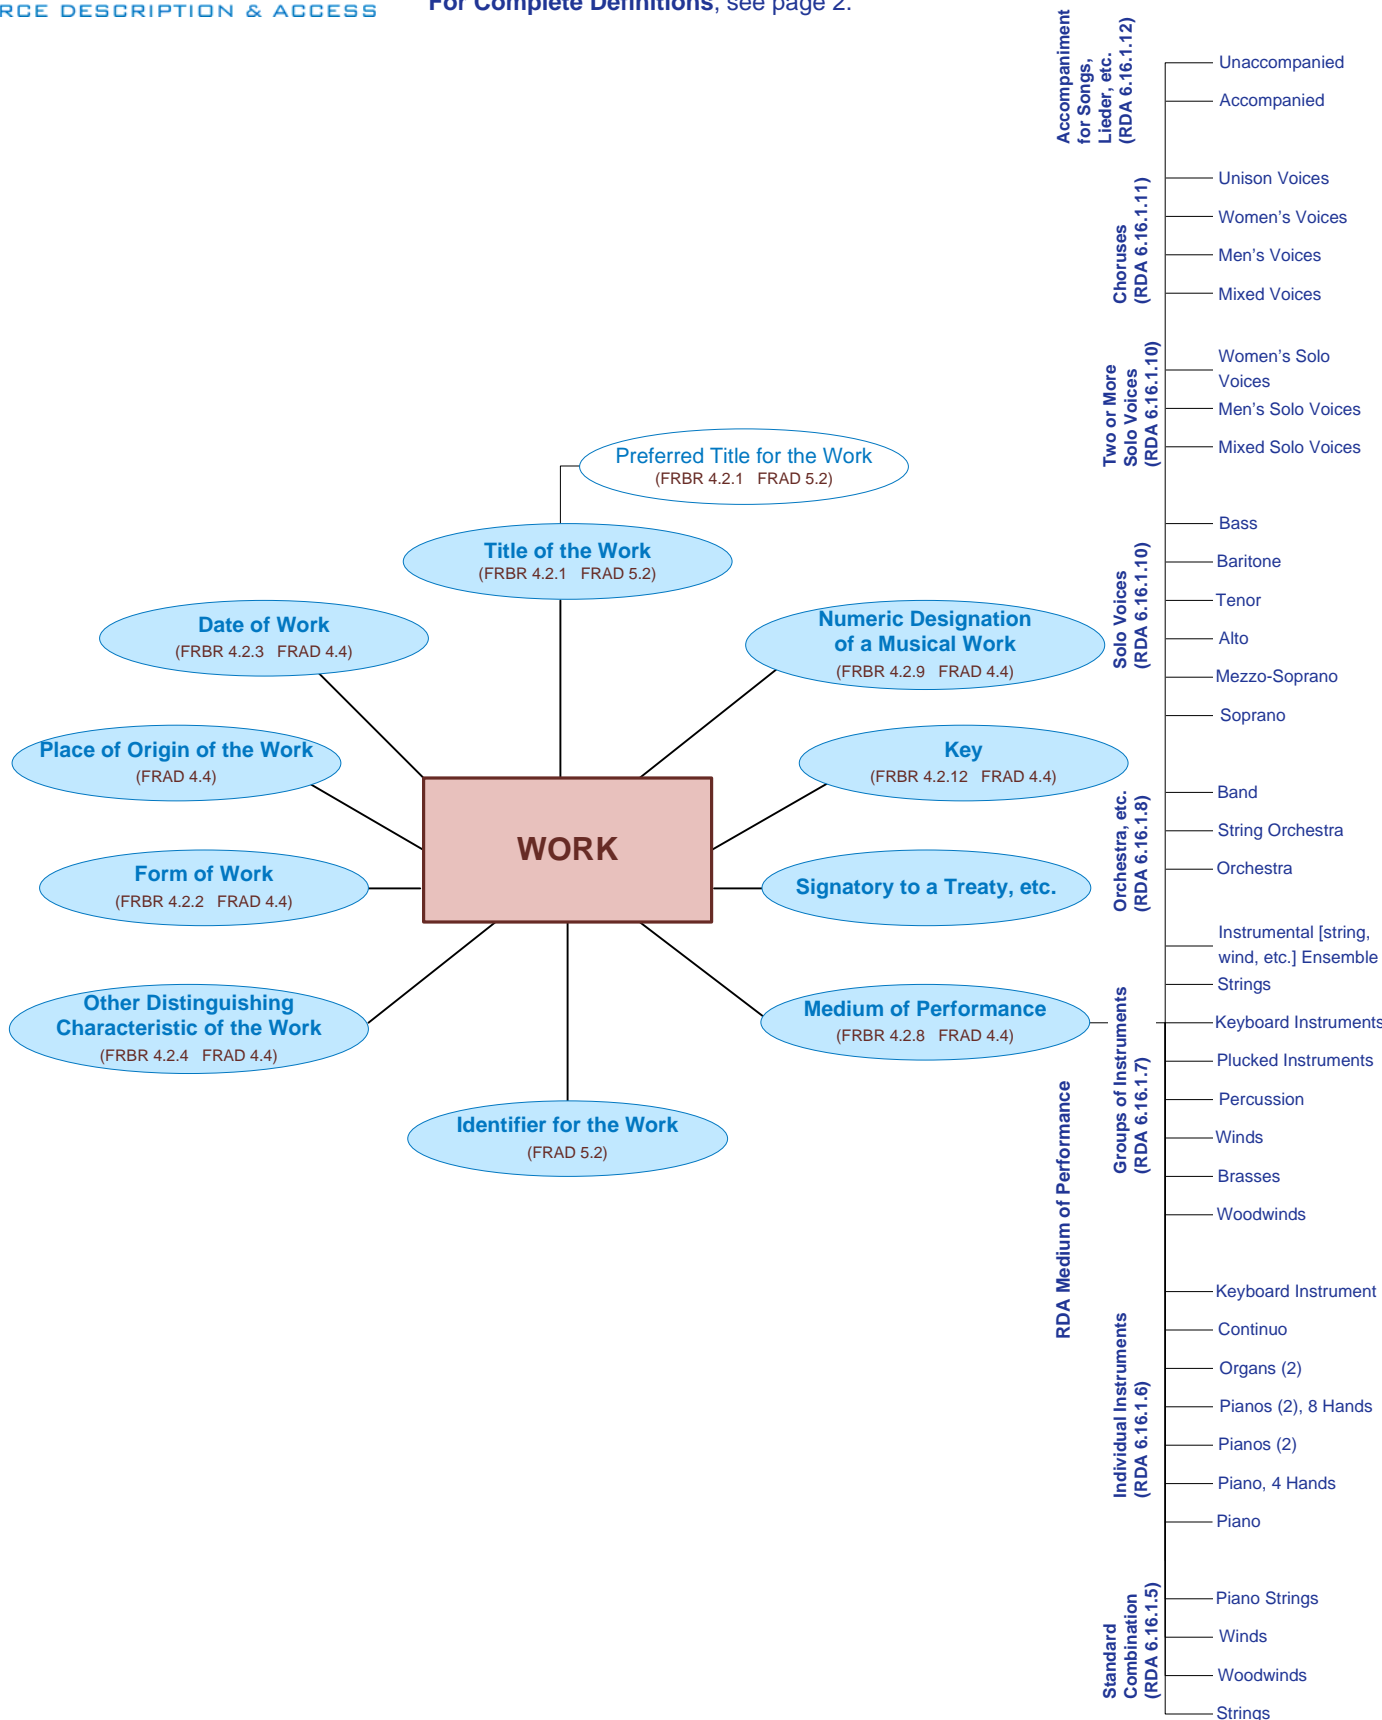 RCE DESCRIPTION & ACCESS
For Complete Definitions, see page 2.
Accompaniment
for Songs,
Lieder, etc.
(RDA 6.16.1.12)
Unaccompanied
Accompanied
Choruses
(RDA 6.16.1.11)
Unison Voices
Women's Voices
Men's Voices
Mixed Voices
Two or More
Solo Voices
(RDA 6.16.1.10)
Women's Solo
Voices
Men's Solo Voices
Mixed Solo Voices
Solo Voices
(RDA 6.16.1.10)
Bass
Baritone
Tenor
Alto
Mezzo-Soprano
Soprano
Orchestra, etc.
(RDA 6.16.1.8)
Band
String Orchestra
Orchestra
Groups of Instruments
(RDA 6.16.1.7)
Instrumental [string,
wind, etc.] Ensemble
Strings
Keyboard Instruments
Plucked Instruments
Percussion
Winds
Brasses
Woodwinds
RDA Medium of Performance
Individual Instruments
(RDA 6.16.1.6)
Keyboard Instrument
Continuo
Organs (2)
Pianos (2), 8 Hands
Pianos (2)
Piano, 4 Hands
Piano
Standard
Combination
(RDA 6.16.1.5)
Piano Strings
Winds
Woodwinds
Strings
Preferred Title for the Work
(FRBR 4.2.1 FRAD 5.2)
Title of the Work
(FRBR 4.2.1 FRAD 5.2)
Date of Work
(FRBR 4.2.3 FRAD 4.4)
Numeric Designation
of a Musical Work
(FRBR 4.2.9 FRAD 4.4)
Place of Origin of the Work
(FRAD 4.4)
Key
(FRBR 4.2.12 FRAD 4.4)
WORK
Form of Work
(FRBR 4.2.2 FRAD 4.4)
Signatory to a Treaty, etc.
Other Distinguishing
Characteristic of the Work
(FRBR 4.2.4 FRAD 4.4)
Medium of Performance
(FRBR 4.2.8 FRAD 4.4)
Identifier for the Work
(FRAD 5.2)